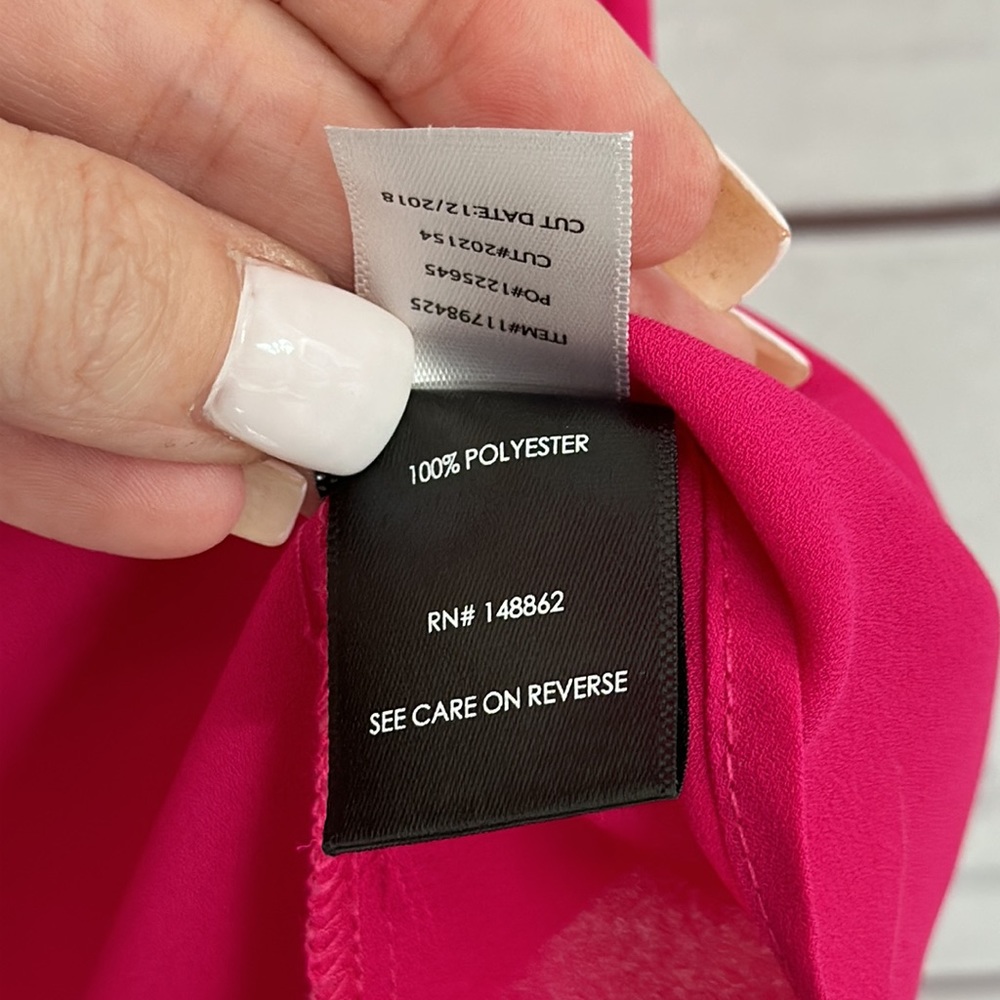 CUT DATE:12/2018
CUT#202154
PO#1225645
ITEM#11798425
100% POLYESTER
RN# 148862
SEE CARE ON REVERSE